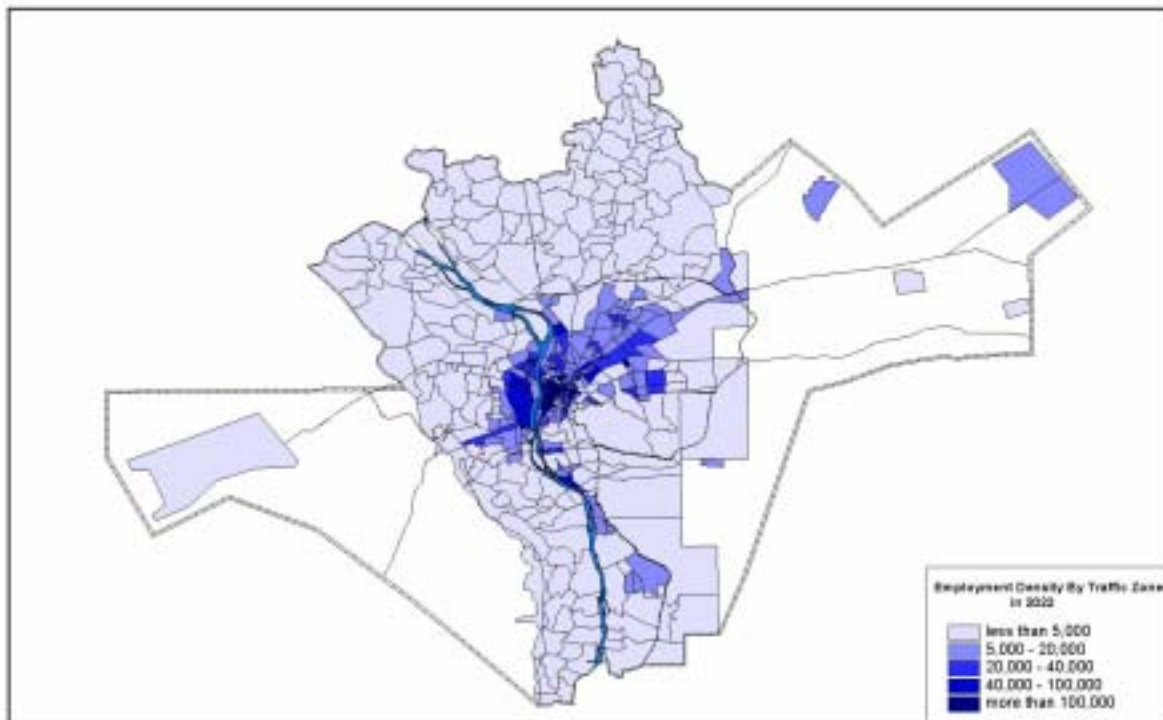 Employment Density By Traffic Zone
in 2022
less than 5,000
5,000 - 20,000
20,000 - 40,000
40,000 - 100,000
more than 100,000